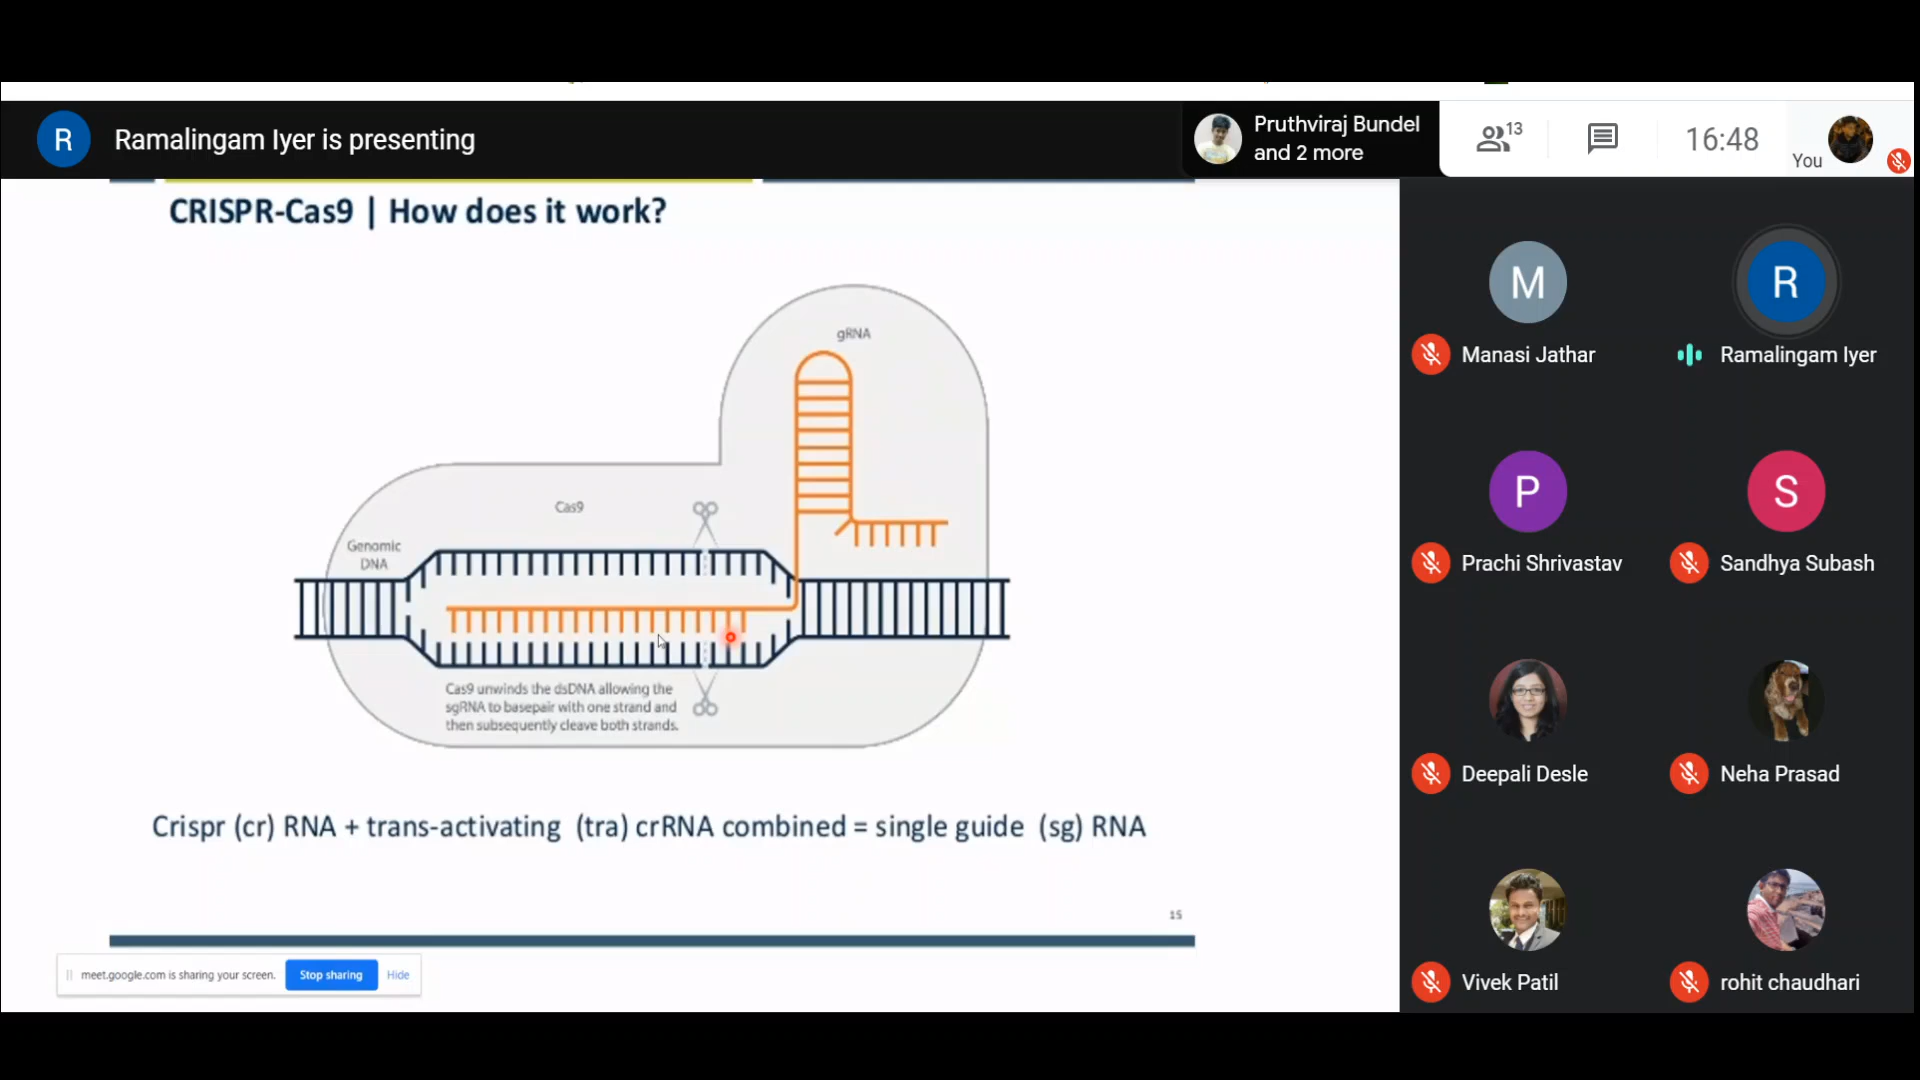 R
Ramalingam Iyer is presenting
Pruthviraj Bundel
and 2 more
13
16:48
You
CRISPR-Cas9 | How does it work?
gRNA
Cas9
Genomic
DNA
Cas9 unwinds the dsDNA allowing the
sgRNA to basepair with one strand and
then subsequently cleave both strands.
Crispr (cr) RNA + trans-activating (tra) crRNA combined = single guide (sg) RNA
15
meet.google.com is sharing your screen.
Stop sharing
Hide
M
R
Manasi Jathar
Ramalingam Iyer
P
S
Prachi Shrivastav
Sandhya Subash
Deepali Desle
Neha Prasad
Vivek Patil
rohit chaudhari